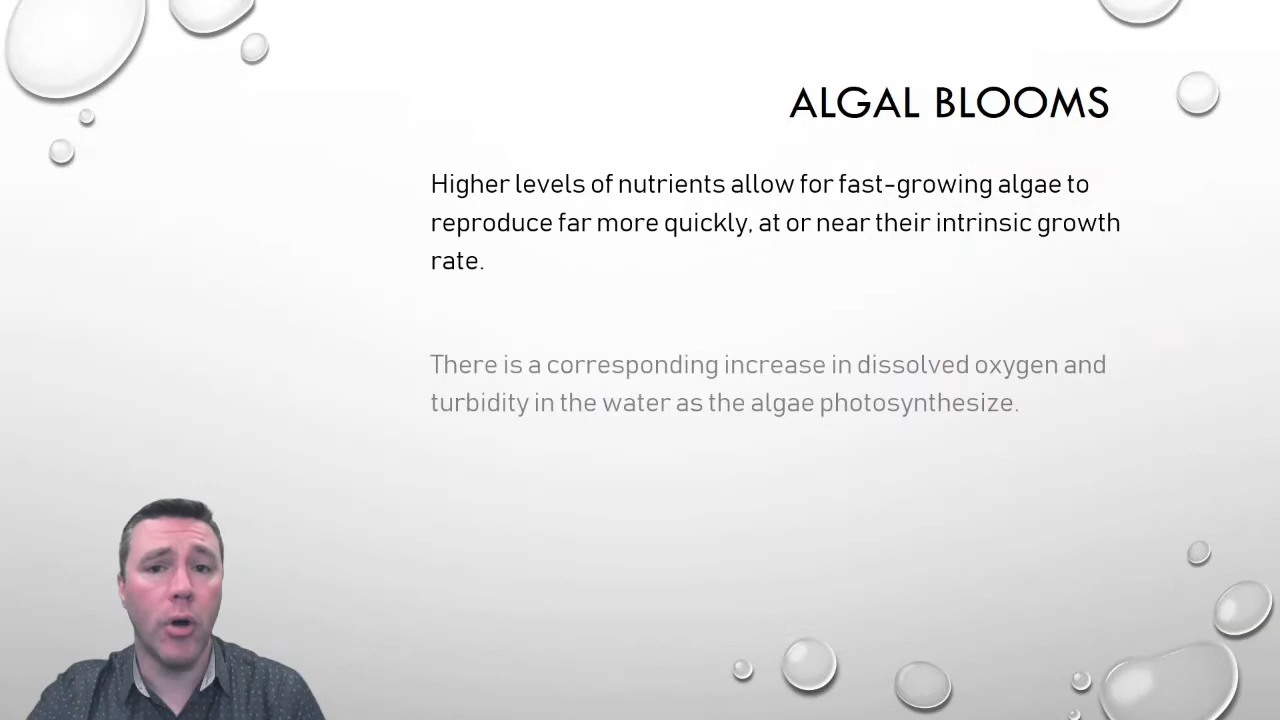 ALGAL BLOOMS
Higher levels of nutrients allow for fast-growing algae to
reproduce far more quickly, at or near their intrinsic growth
rate.
There is a corresponding increase in dissolved oxygen and
turbidity in the water as the algae photosynthesize.